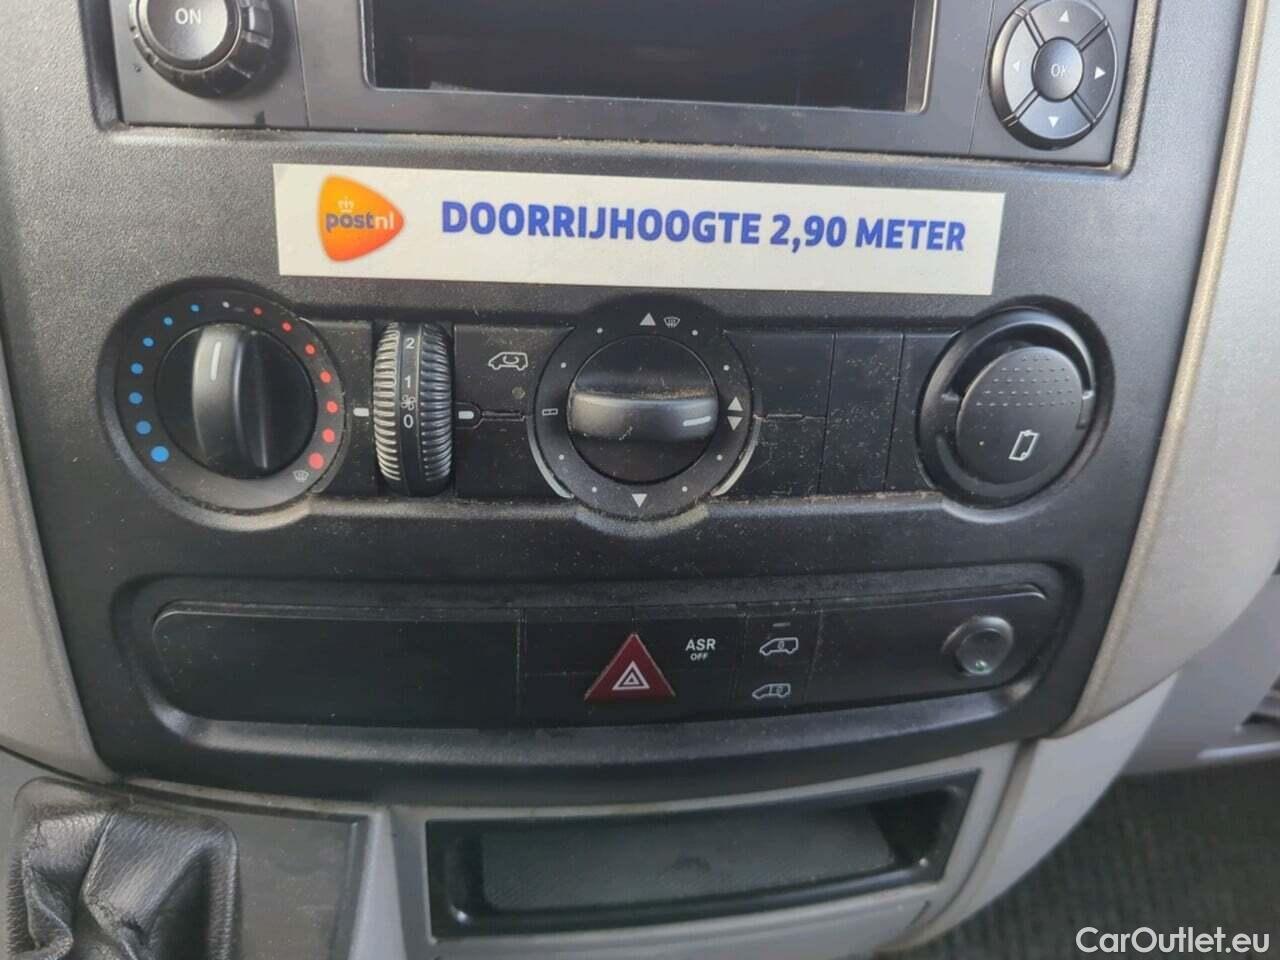 ON
OK
postnl DOORRIJHOOGTE 2,90 METER
2
1
0
ASR
OFF
CarOutlet.eu